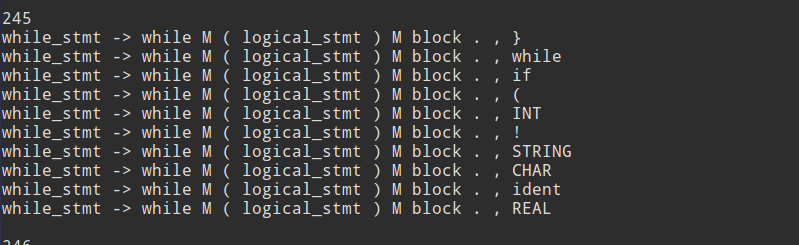 245
while_stmt -> while M ( logical_stmt ) M block . , }
while_stmt -> while M ( logical_stmt ) M block . , while
while_stmt -> while M ( logical_stmt ) M block . , if
while_stmt -> while M ( logical_stmt ) M block . , (
while_stmt -> while M ( logical_stmt ) M block . , INT
while_stmt -> while M ( logical_stmt ) M block . , !
while_stmt -> while M ( logical_stmt ) M block . , STRING
while_stmt -> while M ( logical_stmt ) M block . , CHAR
while_stmt -> while M ( logical_stmt ) M block . , ident
while_stmt -> while M ( logical_stmt ) M block . , REAL
246